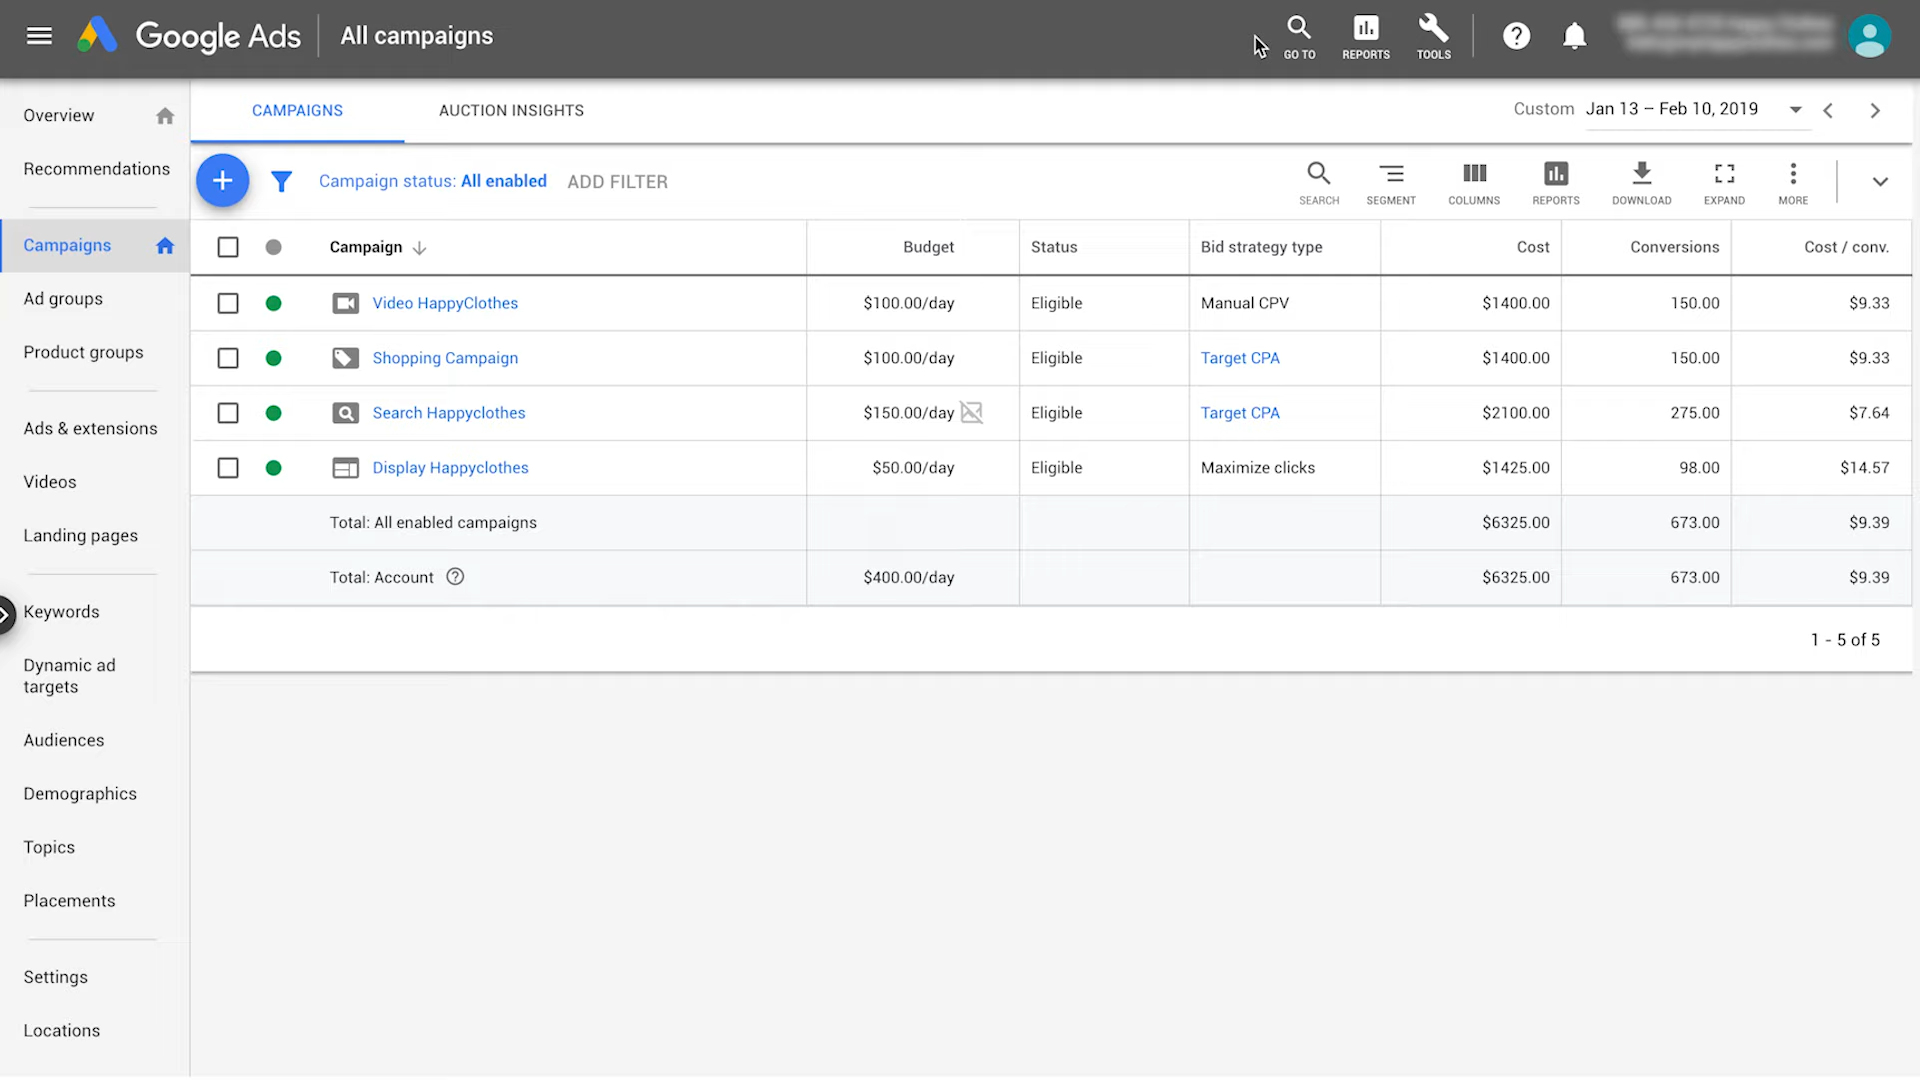 Google Ads All campaigns
GO TO REPORTS TOOLS
Overview
Recommendations
Campaigns
Ad groups
Product groups
Ads & extensions
Videos
Landing pages
Keywords
Dynamic ad
targets
Audiences
Demographics
Topics
Placements
Settings
Locations
CAMPAIGNS AUCTION INSIGHTS Custom Jan 13 – Feb 10, 2019
Campaign status: All enabled ADD FILTER
SEARCH SEGMENT COLUMNS REPORTS DOWNLOAD EXPAND MORE
Campaign Budget Status Bid strategy type Cost Conversions Cost / conv.
Video HappyClothes $100.00/day Eligible Manual CPV $1400.00 150.00 $9.33
Shopping Campaign $100.00/day Eligible Target CPA $1400.00 150.00 $9.33
Search Happyclothes $150.00/day Eligible Target CPA $2100.00 275.00 $7.64
Display Happyclothes $50.00/day Eligible Maximize clicks $1425.00 98.00 $14.57
Total: All enabled campaigns $6325.00 673.00 $9.39
Total: Account $400.00/day $6325.00 673.00 $9.39
1 - 5 of 5